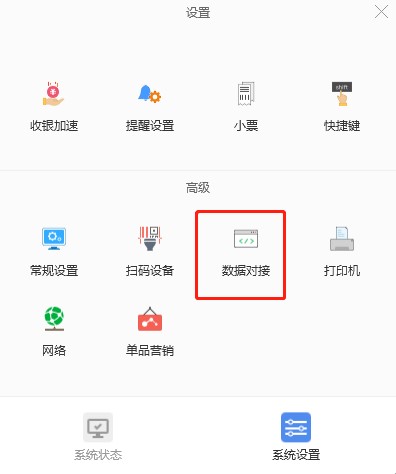 设置
收银加速 提醒设置 小票 快捷键
高级
常规设置 扫码设备 数据对接 打印机
网络 单品营销
系统状态 系统设置